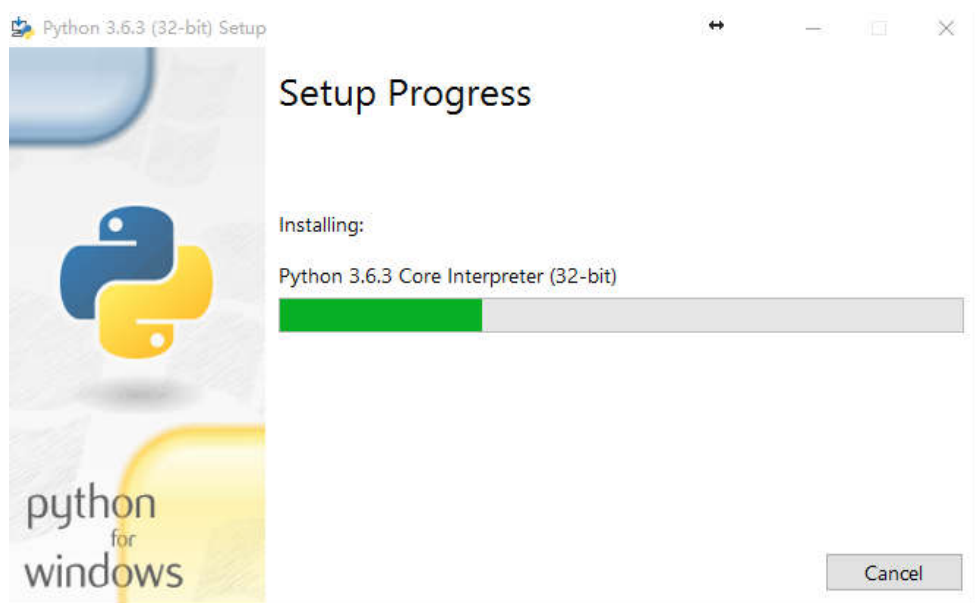 Python 3.6.3 (32-bit) Setup
Setup Progress
Installing:
Python 3.6.3 Core Interpreter (32-bit)
python
for
windows
Cancel